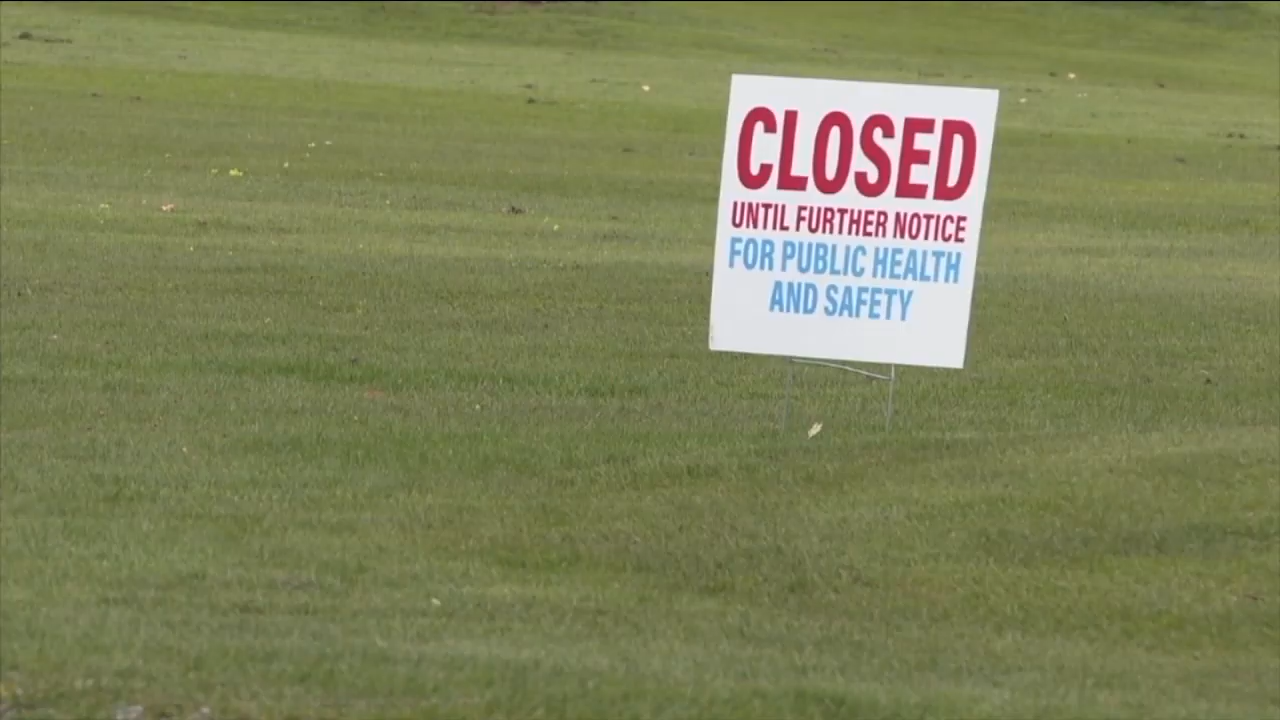 CLOSED
UNTIL FURTHER NOTICE
FOR PUBLIC HEALTH
AND SAFETY